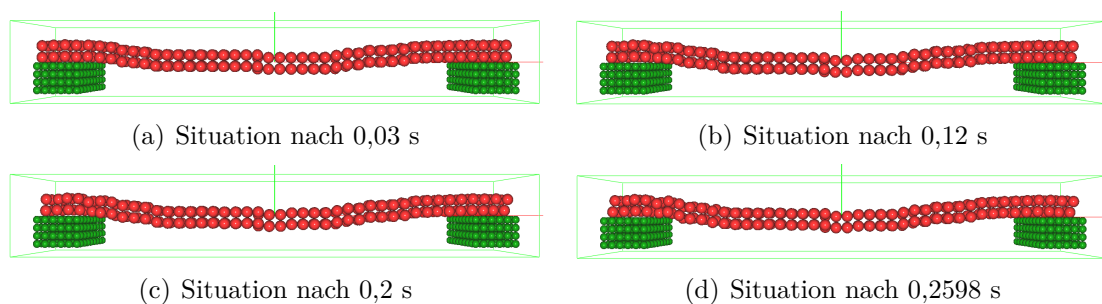 (a) Situation nach 0,03 s
(b) Situation nach 0,12 s
(c) Situation nach 0,2 s
(d) Situation nach 0,2598 s